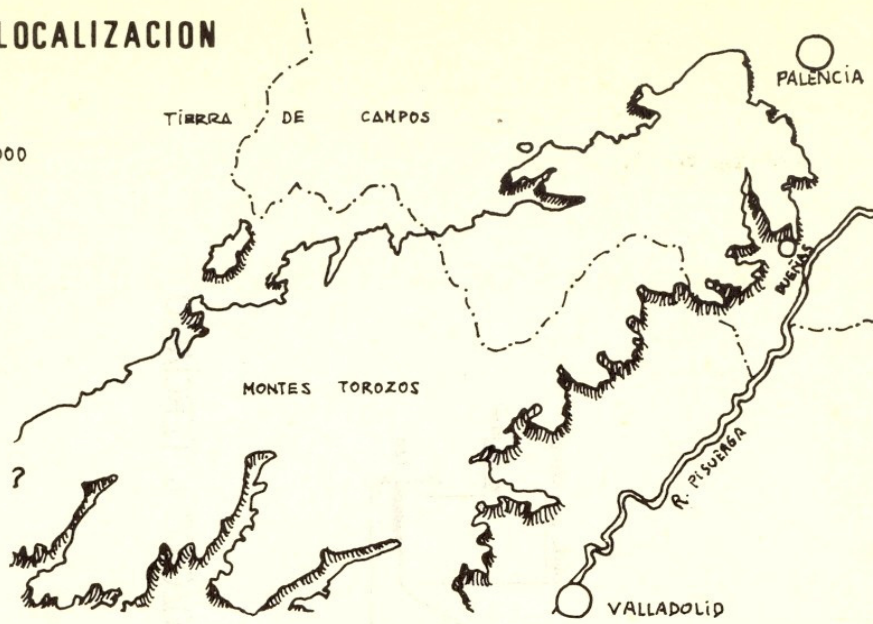 LOCALIZACION
PALENCIA
TIERRA DE CAMPOS
000
DUEÑAS
MONTES TOROZOS
?
R. PISUERGA
VALLADOLID